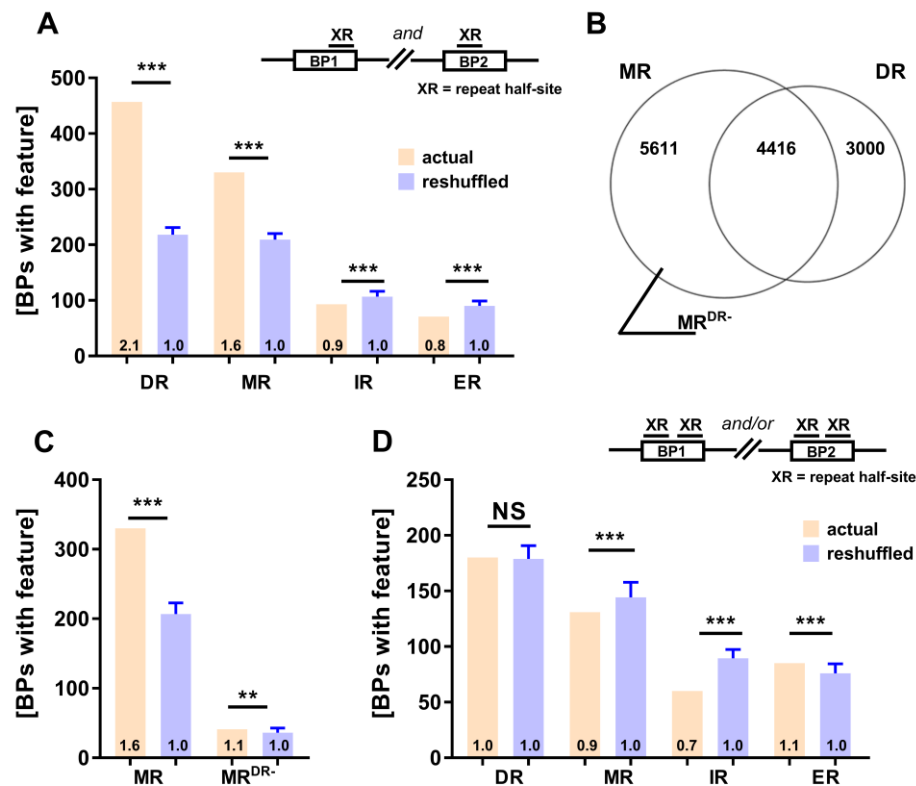 A
XR and XR
BP1 BP2
XR = repeat half-site
[BPs with feature]
500
400
300
200
100
0
***
***
***
***
actual
reshuffled
2.1 1.0 1.6 1.0 0.9 1.0 0.8 1.0
DR MR IR ER
B
MR DR
5611 4416 3000
MRDR-
C
[BPs with feature]
400
300
200
100
0
***
**
1.6 1.0 1.1 1.0
MR MRDR-
D
XR XR and/or XR XR
BP1 BP2
XR = repeat half-site
[BPs with feature]
250
200
150
100
50
0
NS
***
***
***
actual
reshuffled
1.0 1.0 0.9 1.0 0.7 1.0 1.1 1.0
DR MR IR ER